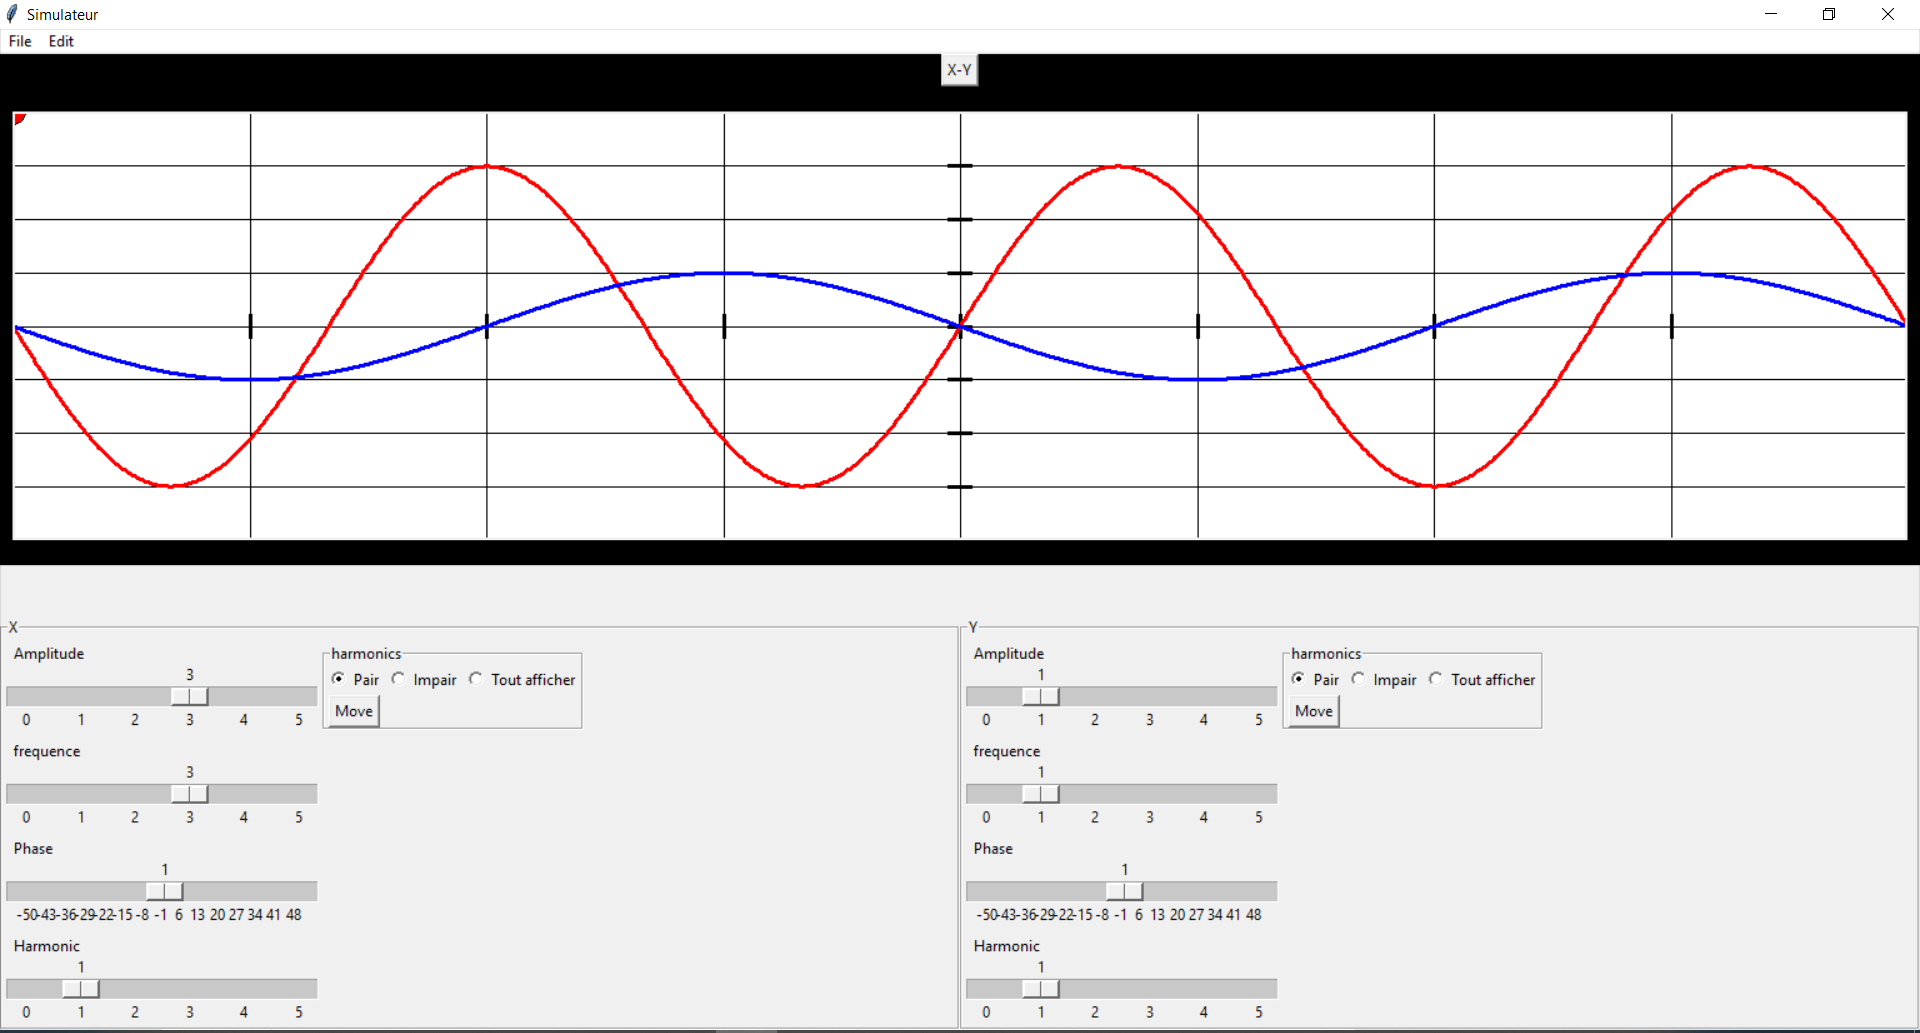 Simulateur
File Edit
X-Y
X
Amplitude
3
0 1 2 3 4 5
harmonics
Pair Impair Tout afficher
Move
frequence
3
0 1 2 3 4 5
Phase
1
-50-43-36-29-22-15 -8 -1 6 13 20 27 34 41 48
Harmonic
1
0 1 2 3 4 5
Y
Amplitude
1
0 1 2 3 4 5
harmonics
Pair Impair Tout afficher
Move
frequence
1
0 1 2 3 4 5
Phase
1
-50-43-36-29-22-15 -8 -1 6 13 20 27 34 41 48
Harmonic
1
0 1 2 3 4 5